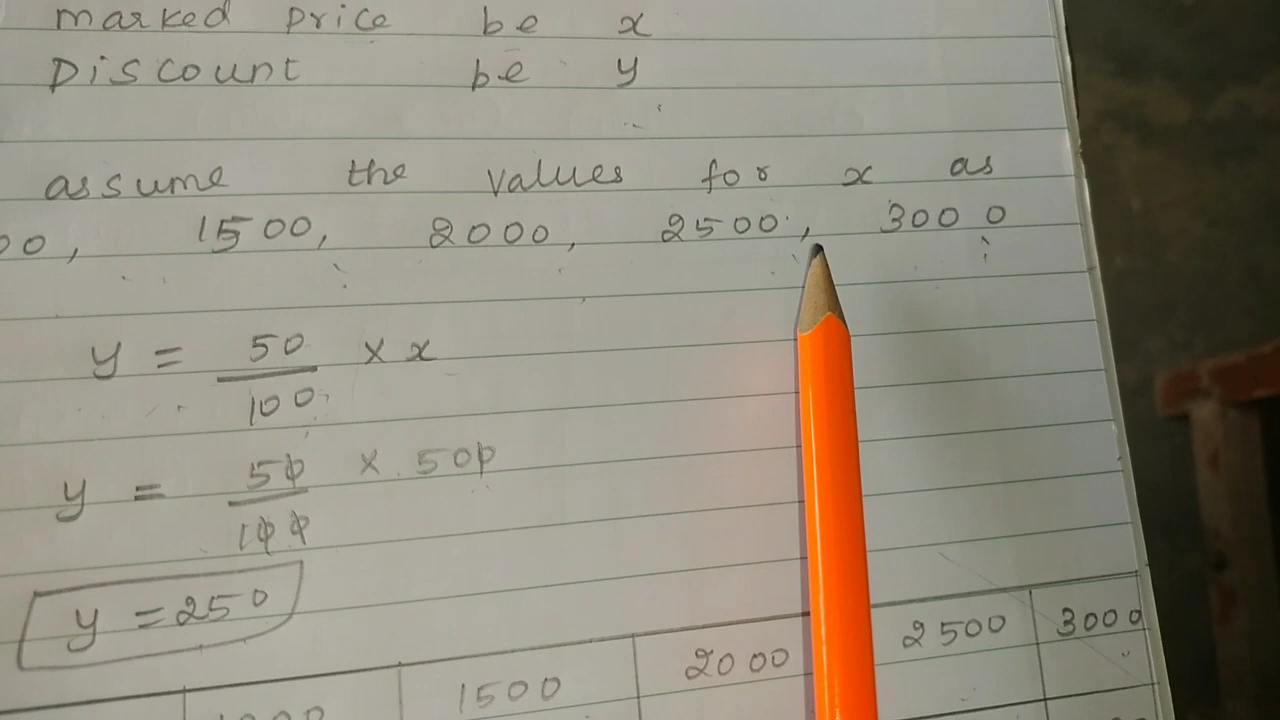 marked price be x
Discount be y
assume the values for x as
00, 1500, 2000, 2500, 3000
y = 50/100 × x
y = 50/100 × 500
y = 250
1500 2000 2500 3000